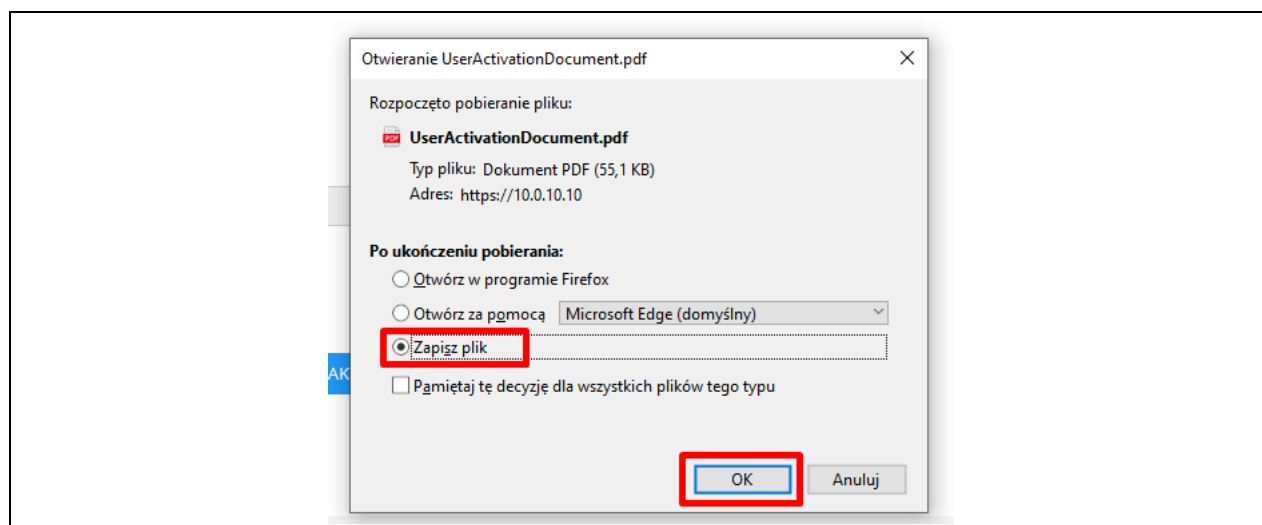 Otwieranie UserActivationDocument.pdf
Rozpoczęto pobieranie pliku:
PDF
UserActivationDocument.pdf
Typ pliku: Dokument PDF (55,1 KB)
Adres: https://10.0.10.10
Po ukończeniu pobierania:
Otwórz w programie Firefox
Otwórz za pomocą Microsoft Edge (domyślny)
Zapisz plik
AK
Pamiętaj tę decyzję dla wszystkich plików tego typu
OK Anuluj